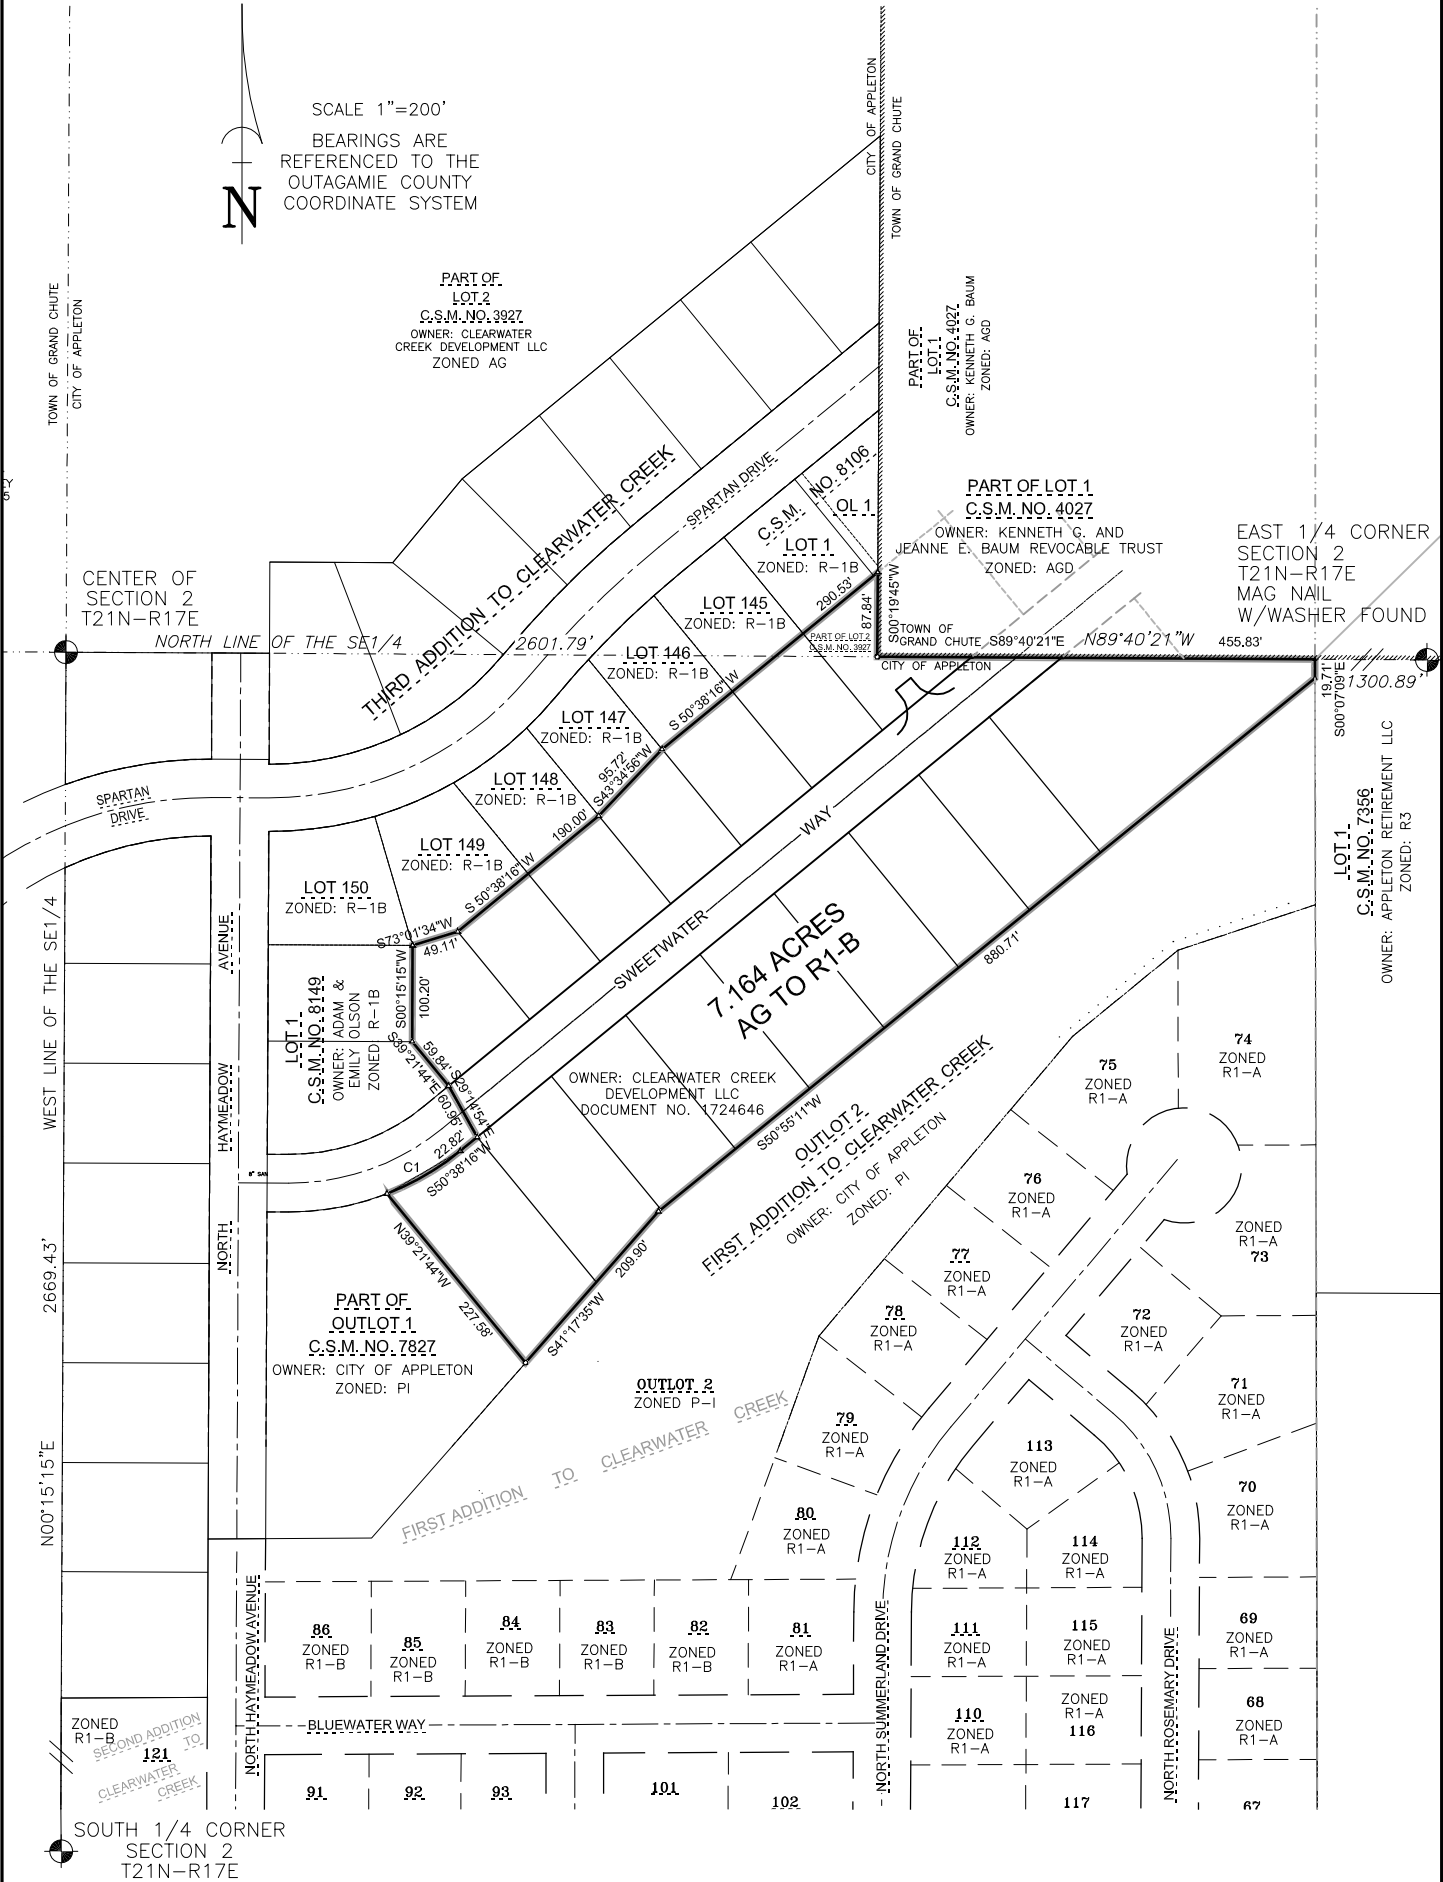 SCALE 1"=200'
BEARINGS ARE
REFERENCED TO THE
OUTAGAMIE COUNTY
COORDINATE SYSTEM
N
CITY OF APPLETON
TOWN OF GRAND CHUTE
TOWN OF GRAND CHUTE
CITY OF APPLETON
PART OF
LOT 2
C.S.M. NO. 3927
OWNER: CLEARWATER
CREEK DEVELOPMENT LLC
ZONED AG
PART OF
LOT 1
C.S.M. NO. 4027
OWNER: KENNETH G. BAUM
ZONED: AGD
THIRD ADDITION TO CLEARWATER CREEK
SPARTAN DRIVE
C.S.M. NO. 8106
OL 1
LOT 1
ZONED: R-1B
PART OF LOT 1
C.S.M. NO. 4027
OWNER: KENNETH G. AND
JEANNE E. BAUM REVOCABLE TRUST
ZONED: AGD
EAST 1/4 CORNER
SECTION 2
T21N-R17E
MAG NAIL
W/WASHER FOUND
CENTER OF
SECTION 2
T21N-R17E
NORTH LINE OF THE SE1/4
2601.79'
LOT 145
ZONED: R-1B
290.53'
87.84'
S00°19'45"W
PART OF LOT 2
C.S.M. NO. 3927
TOWN OF
GRAND CHUTE
S89°40'21"E
N89°40'21"W
455.83'
CITY OF APPLETON
19.71'
S00°07'09"E
1300.89'
LOT 146
ZONED: R-1B
S 50°38'16"W
LOT 147
ZONED: R-1B
95.72'
S43°34'56"W
LOT 148
ZONED: R-1B
190.00'
S 50°38'16"W
SPARTAN
DRIVE
LOT 149
ZONED: R-1B
LOT 150
ZONED: R-1B
S73°01'34"W
49.11'
SWEETWATER WAY
LOT 1
C.S.M. NO. 7356
OWNER: APPLETON RETIREMENT LLC
ZONED: R3
WEST LINE OF THE SE1/4
NORTH HAYMEADOW AVENUE
LOT 1
C.S.M. NO. 8149
OWNER: ADAM &
EMILY OLSON
ZONED R-1B
S00°15'15"W
100.20'
S39°21'44"E
59.84'
S29°14'54"E
60.96'
7.164 ACRES
AG TO R1-B
880.71'
OWNER: CLEARWATER CREEK
DEVELOPMENT LLC
DOCUMENT NO. 1724646
S50°55'11"W
OUTLOT 2
FIRST ADDITION TO CLEARWATER CREEK
OWNER: CITY OF APPLETON
ZONED: PI
22.82'
S50°38'16"W
C1
8" SAN
N39°21'44"W
227.58'
209.90'
S41°17'35"W
PART OF
OUTLOT 1
C.S.M. NO. 7827
OWNER: CITY OF APPLETON
ZONED: PI
2669.43'
N00°15'15"E
OUTLOT 2
ZONED P-I
FIRST ADDITION TO CLEARWATER CREEK
74
ZONED
R1-A
75
ZONED
R1-A
76
ZONED
R1-A
ZONED
R1-A
73
77
ZONED
R1-A
78
ZONED
R1-A
72
ZONED
R1-A
71
ZONED
R1-A
79
ZONED
R1-A
113
ZONED
R1-A
70
ZONED
R1-A
80
ZONED
R1-A
112
ZONED
R1-A
114
ZONED
R1-A
86
ZONED
R1-B
85
ZONED
R1-B
84
ZONED
R1-B
83
ZONED
R1-B
82
ZONED
R1-B
81
ZONED
R1-A
111
ZONED
R1-A
115
ZONED
R1-A
69
ZONED
R1-A
NORTH HAYMEADOW AVENUE
NORTH SUMMERLAND DRIVE
NORTH ROSEMARY DRIVE
BLUEWATER WAY
110
ZONED
R1-A
ZONED
R1-A
116
68
ZONED
R1-A
ZONED
R1-B
121
SECOND ADDITION
TO
CLEARWATER
CREEK
91
92
93
101
102
117
67
SOUTH 1/4 CORNER
SECTION 2
T21N-R17E